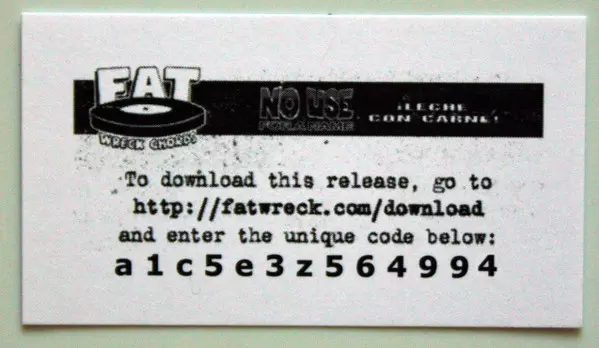 FAT
WRECK CHORDS
NO USE
FOR A NAME
¡LECHE
CON CARNE!
To download this release, go to
http://fatwreck.com/download
and enter the unique code below:
a1c5e3z564994